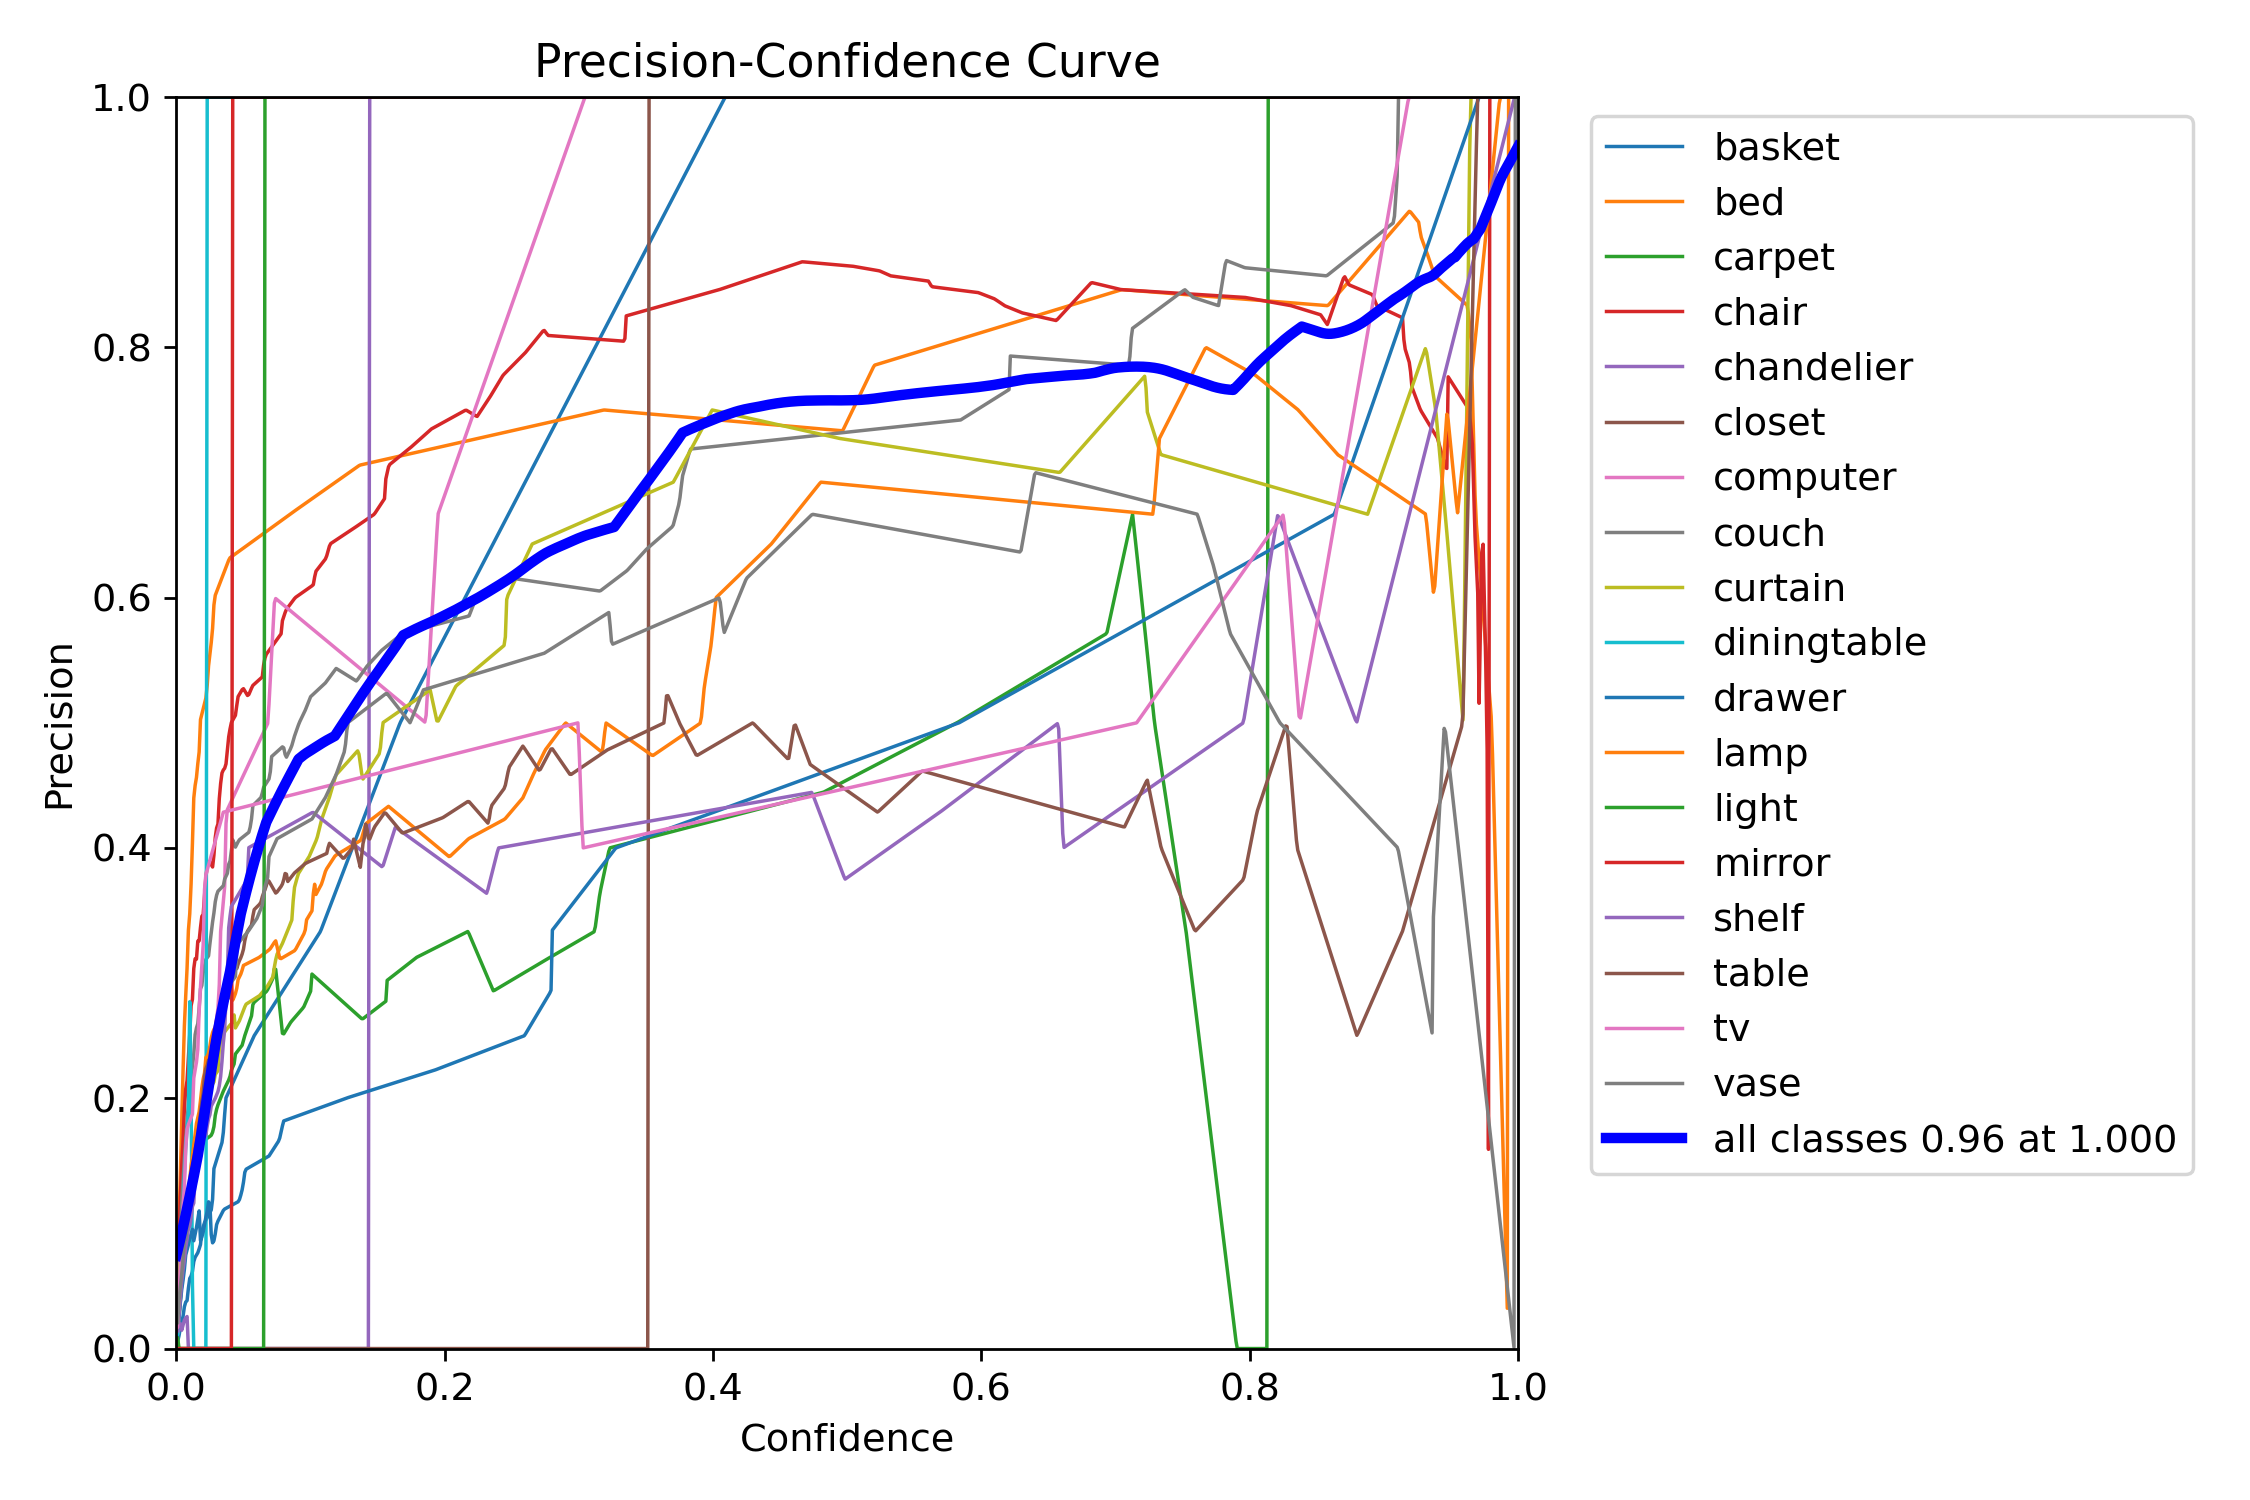 Precision-Confidence Curve
1.0
0.8
0.6
0.4
0.2
0.0
Precision
0.0 0.2 0.4 0.6 0.8 1.0
Confidence
basket
bed
carpet
chair
chandelier
closet
computer
couch
curtain
diningtable
drawer
lamp
light
mirror
shelf
table
tv
vase
all classes 0.96 at 1.000